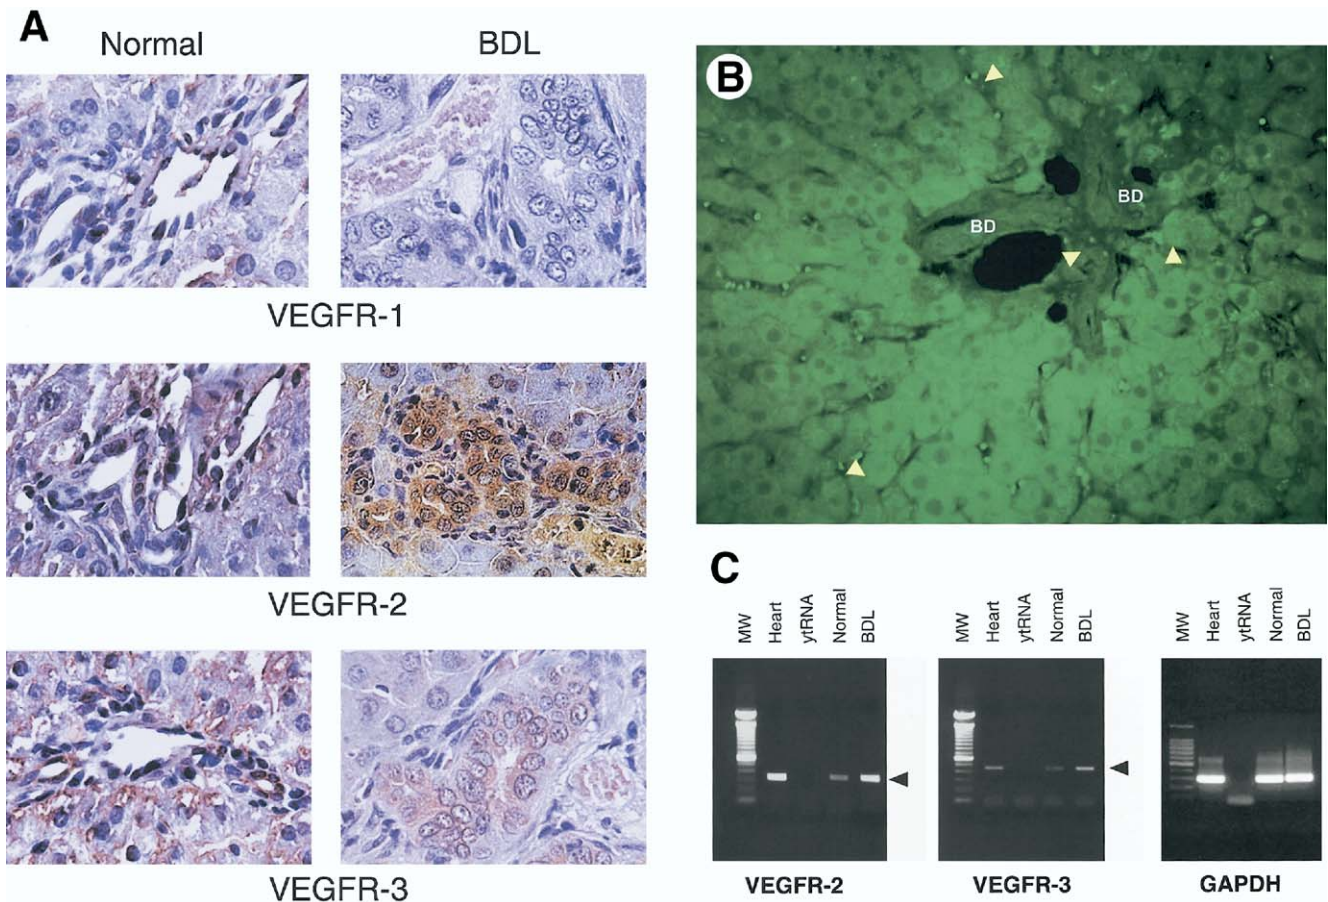 A
Normal
BDL
VEGFR-1
VEGFR-2
VEGFR-3
B
BD
BD
C
MW
Heart
ytRNA
Normal
BDL
VEGFR-2
MW
Heart
ytRNA
Normal
BDL
VEGFR-3
MW
Heart
ytRNA
Normal
BDL
GAPDH